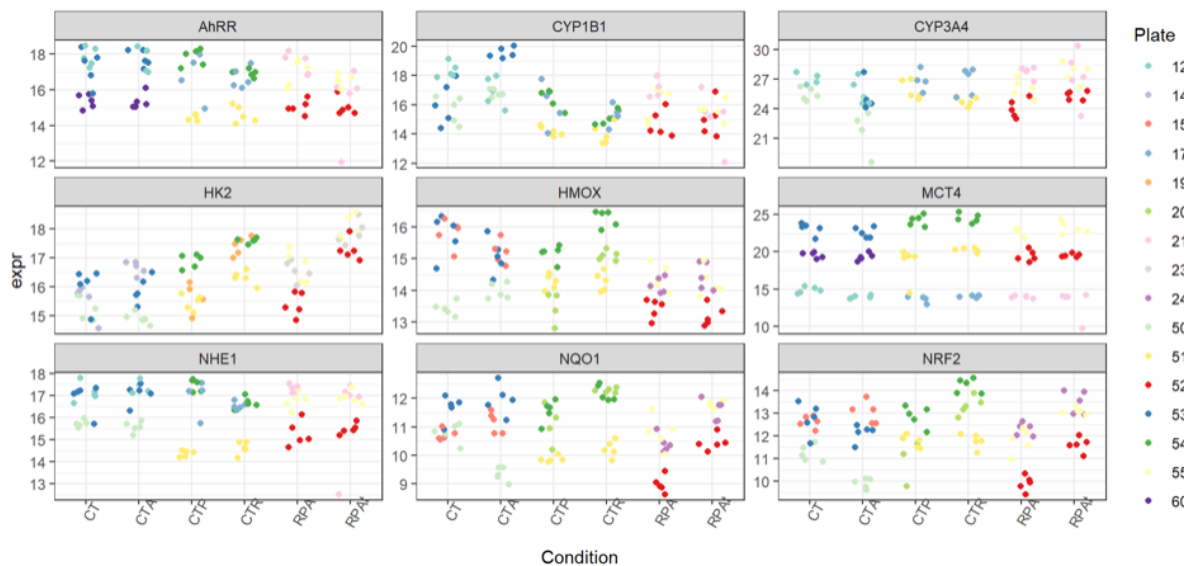 AhRR
CYP1B1
CYP3A4
18
16
14
12
20
18
16
14
12
30
27
24
21
HK2
HMOX
MCT4
18
17
16
15
16
15
14
13
25
20
15
10
NHE1
NQO1
NRF2
18
17
16
15
14
13
12
11
10
9
14
13
12
11
10
expr
CT
CTA
CTP
CTR
RPA
CT
CTA
CTP
CTR
RPA
CT
CTA
CTP
CTR
RPA
Condition
Plate
12
14
15
17
19
20
21
23
24
50
51
52
53
54
55
60